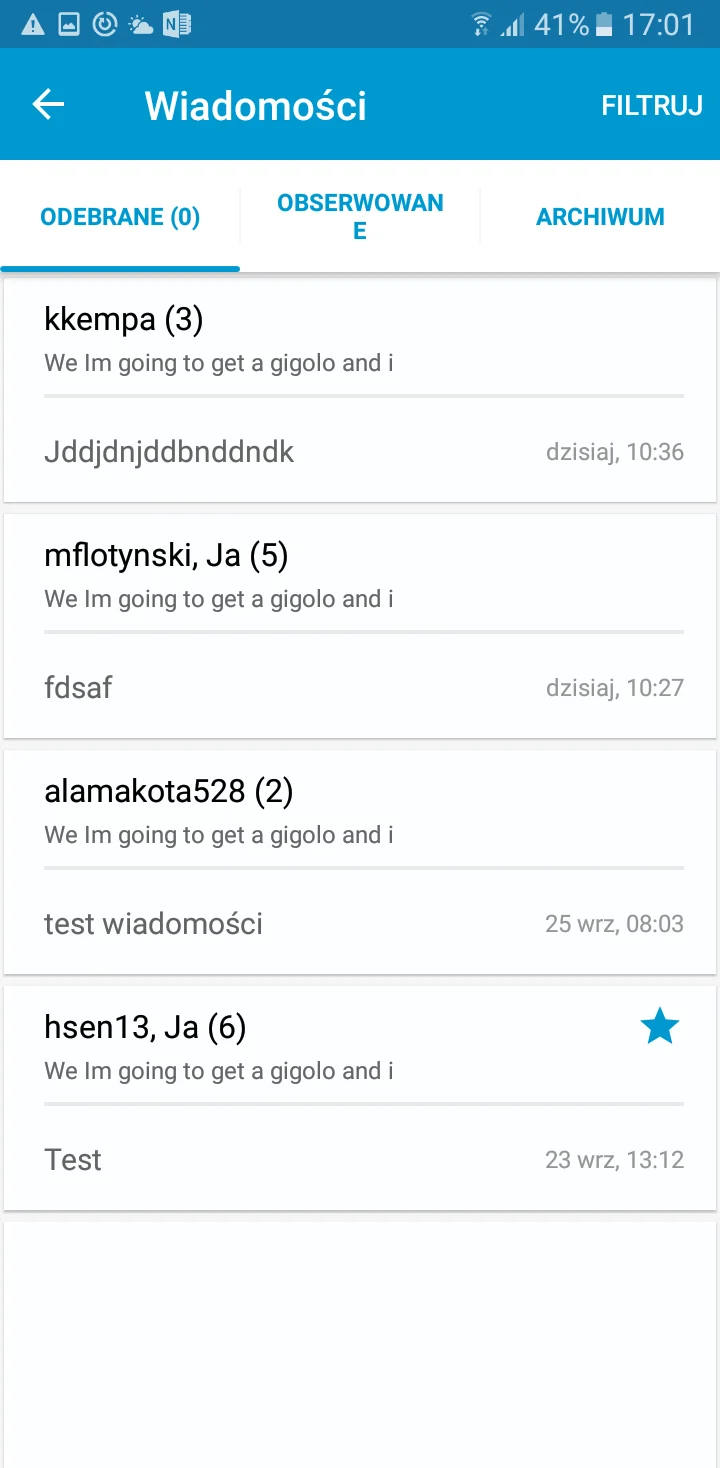 41% 17:01
Wiadomości
FILTRUJ
ODEBRANE (0)
OBSERWOWAN
E
ARCHIWUM
kkempa (3)
We Im going to get a gigolo and i
Jddjdnjddbnddndk
dzisiaj, 10:36
mflotynski, Ja (5)
We Im going to get a gigolo and i
fdsaf
dzisiaj, 10:27
alamakota528 (2)
We Im going to get a gigolo and i
test wiadomości
25 wrz, 08:03
hsen13, Ja (6)
We Im going to get a gigolo and i
Test
23 wrz, 13:12